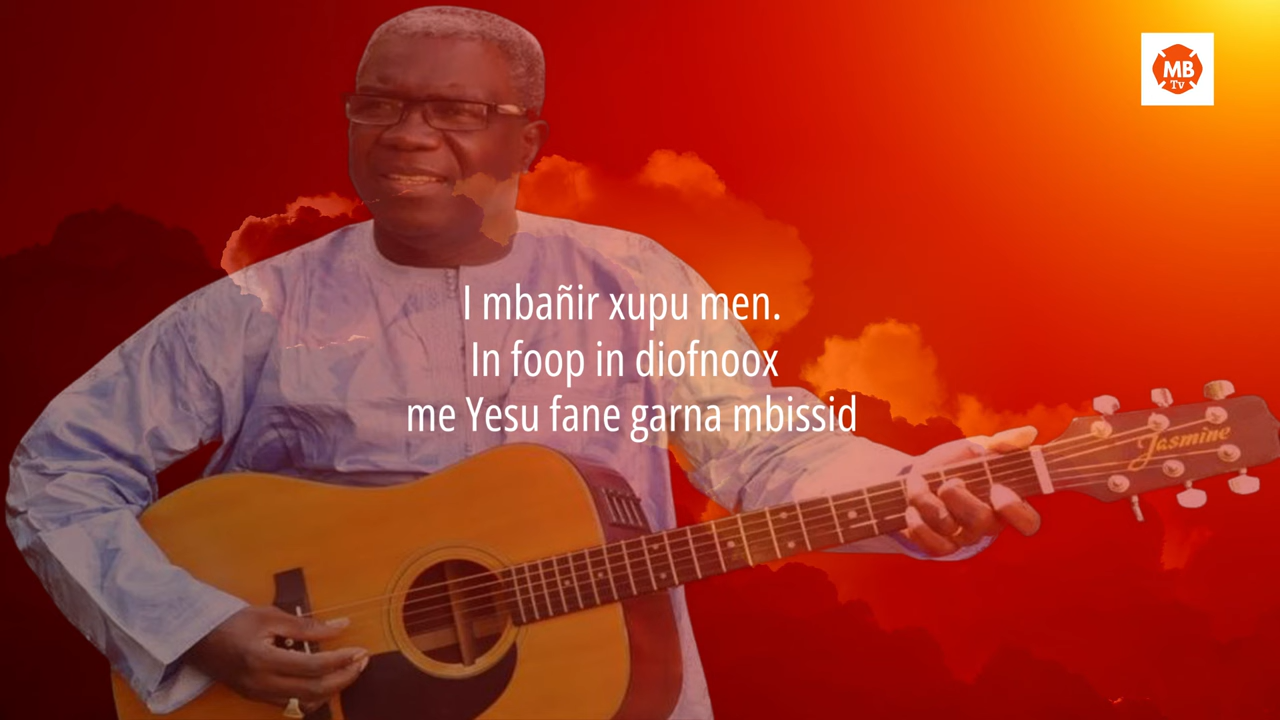 MB
Tv
I mbañir xupu men.
In foop in diofnoox
me Yesu fane garna mbissid
Jasmine